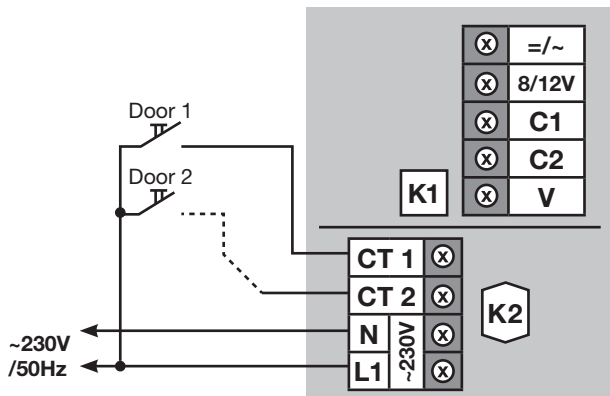 =/~
8/12V
C1
C2
V
K1
Door 1
Door 2
CT 1
CT 2
N
L1
~230V
K2
~230V
/50Hz